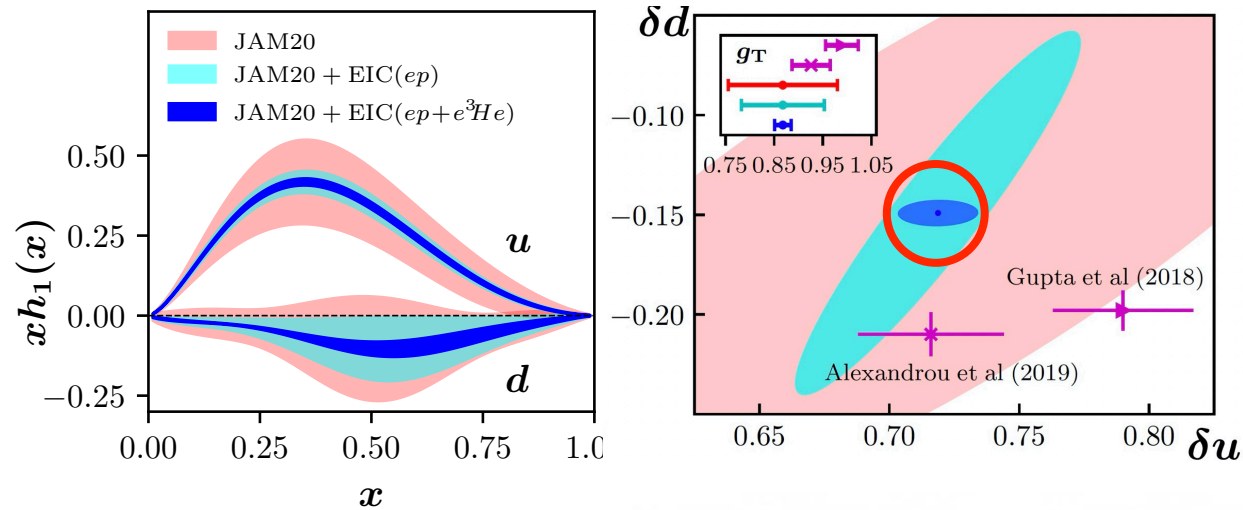 JAM20
JAM20 + EIC(ep)
JAM20 + EIC(ep+e³He)
0.50
0.25
0.00
−0.25
xh₁(x)
u
d
0.00
0.25
0.50
0.75
1.0
x
δd
g_T
0.75
0.85
0.95
1.05
−0.10
−0.15
−0.20
Gupta et al (2018)
Alexandrou et al (2019)
0.65
0.70
0.75
0.80
δu